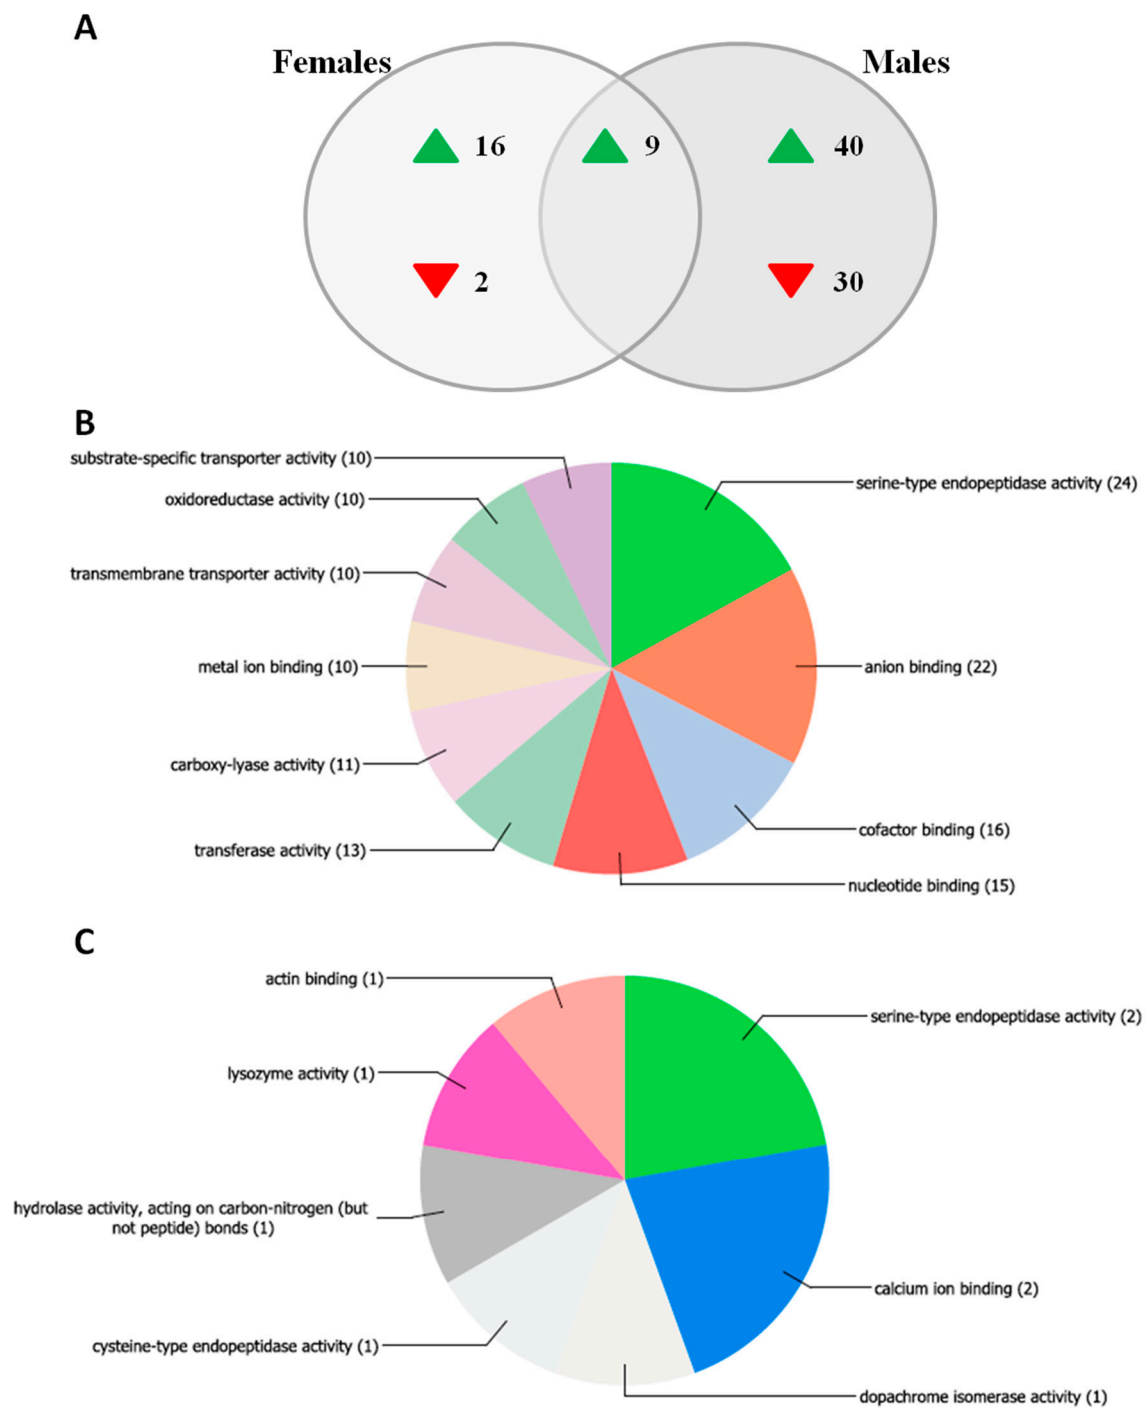 A
Females
Males
16
9
40
2
30
B
substrate-specific transporter activity (10)
serine-type endopeptidase activity (24)
oxidoreductase activity (10)
transmembrane transporter activity (10)
metal ion binding (10)
anion binding (22)
carboxy-lyase activity (11)
cofactor binding (16)
transferase activity (13)
nucleotide binding (15)
C
actin binding (1)
serine-type endopeptidase activity (2)
lysozyme activity (1)
hydrolase activity, acting on carbon-nitrogen (but
not peptide) bonds (1)
calcium ion binding (2)
cysteine-type endopeptidase activity (1)
dopachrome isomerase activity (1)